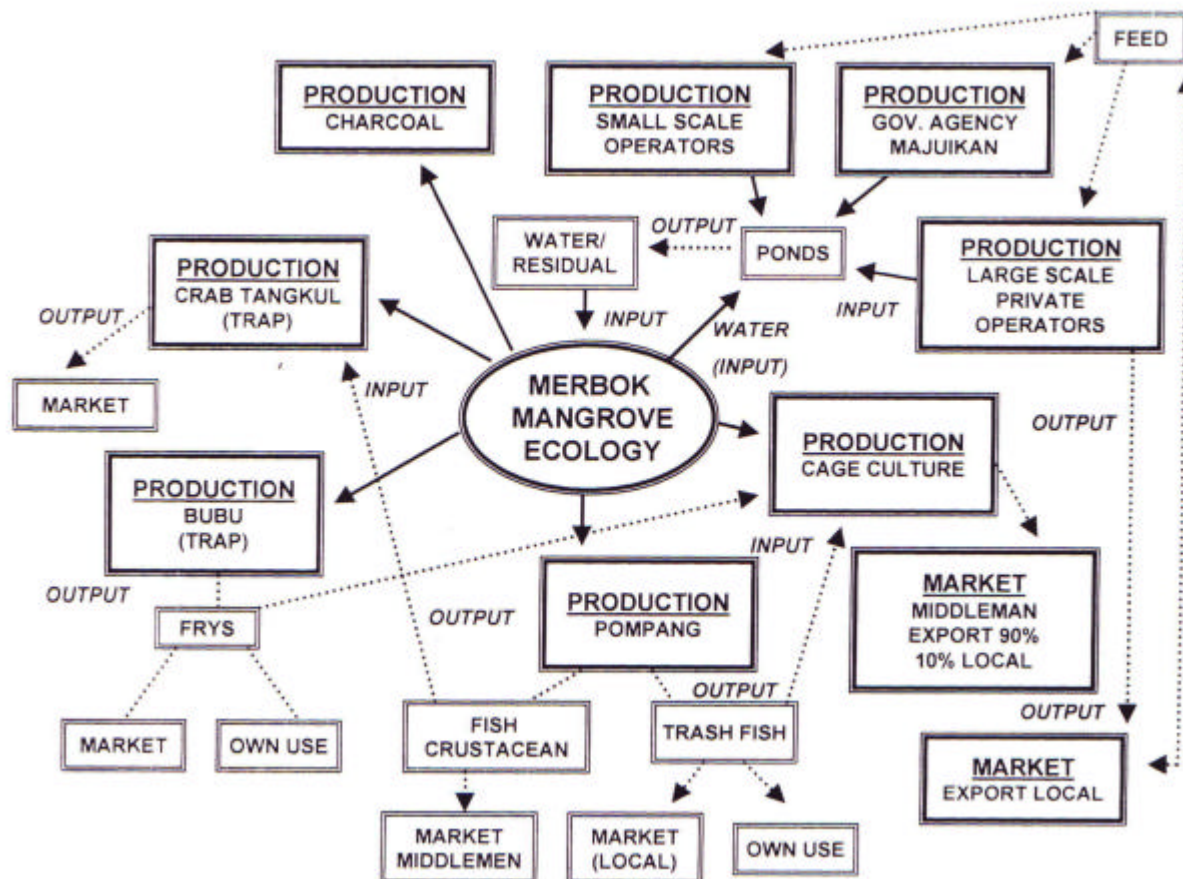 FEED
PRODUCTION
CHARCOAL
PRODUCTION
SMALL SCALE
OPERATORS
PRODUCTION
GOV. AGENCY
MAJUIKAN
WATER/
RESIDUAL
OUTPUT
PONDS
PRODUCTION
LARGE SCALE
PRIVATE
OPERATORS
PRODUCTION
CRAB TANGKUL
(TRAP)
OUTPUT
MARKET
INPUT
INPUT
WATER
(INPUT)
INPUT
MERBOK
MANGROVE
ECOLOGY
PRODUCTION
CAGE CULTURE
OUTPUT
PRODUCTION
BUBU
(TRAP)
OUTPUT
FRYS
MARKET
OWN USE
PRODUCTION
POMPANG
OUTPUT
INPUT
OUTPUT
MARKET
MIDDLEMAN
EXPORT 90%
10% LOCAL
FISH
CRUSTACEAN
TRASH FISH
OUTPUT
MARKET
EXPORT LOCAL
MARKET
MIDDLEMEN
MARKET
(LOCAL)
OWN USE